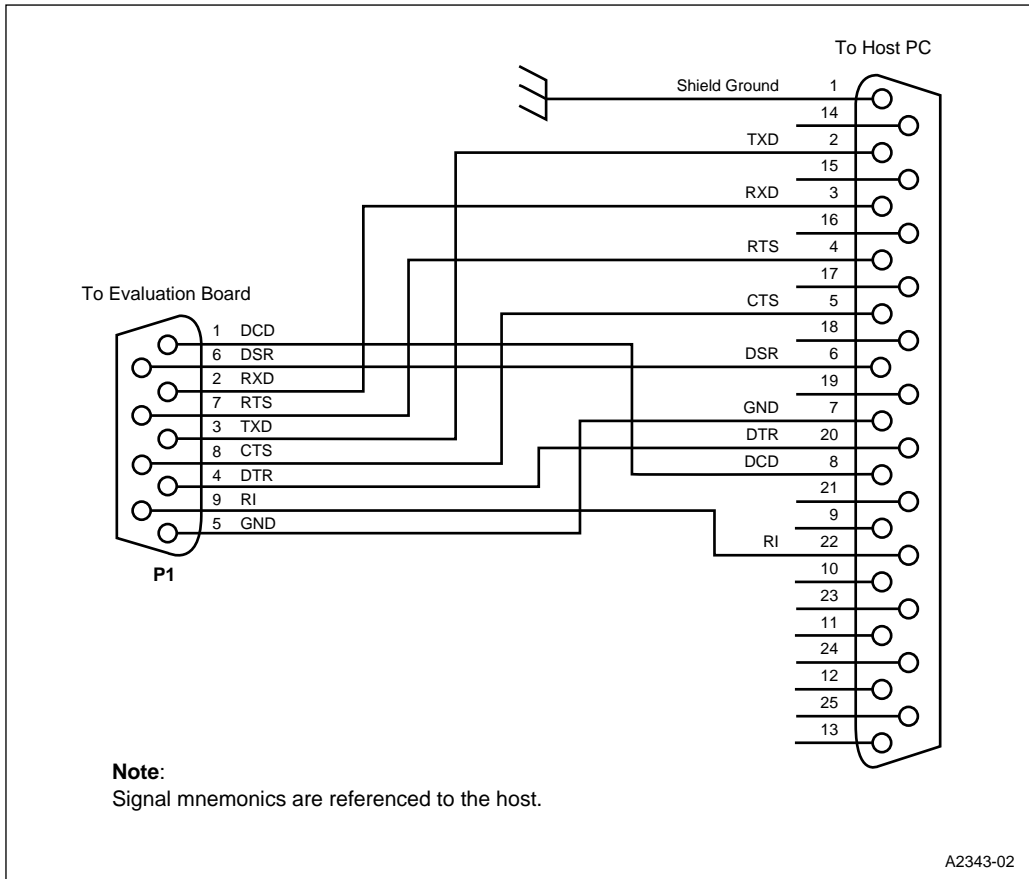 To Host PC
Shield Ground 1
14
TXD 2
15
RXD 3
16
RTS 4
17
CTS 5
18
DSR 6
19
GND 7
DTR 20
DCD 8
21
9
RI 22
10
23
11
24
12
25
13
To Evaluation Board
1 DCD
6 DSR
2 RXD
7 RTS
3 TXD
8 CTS
4 DTR
9 RI
5 GND
P1
Note:
Signal mnemonics are referenced to the host.
A2343-02